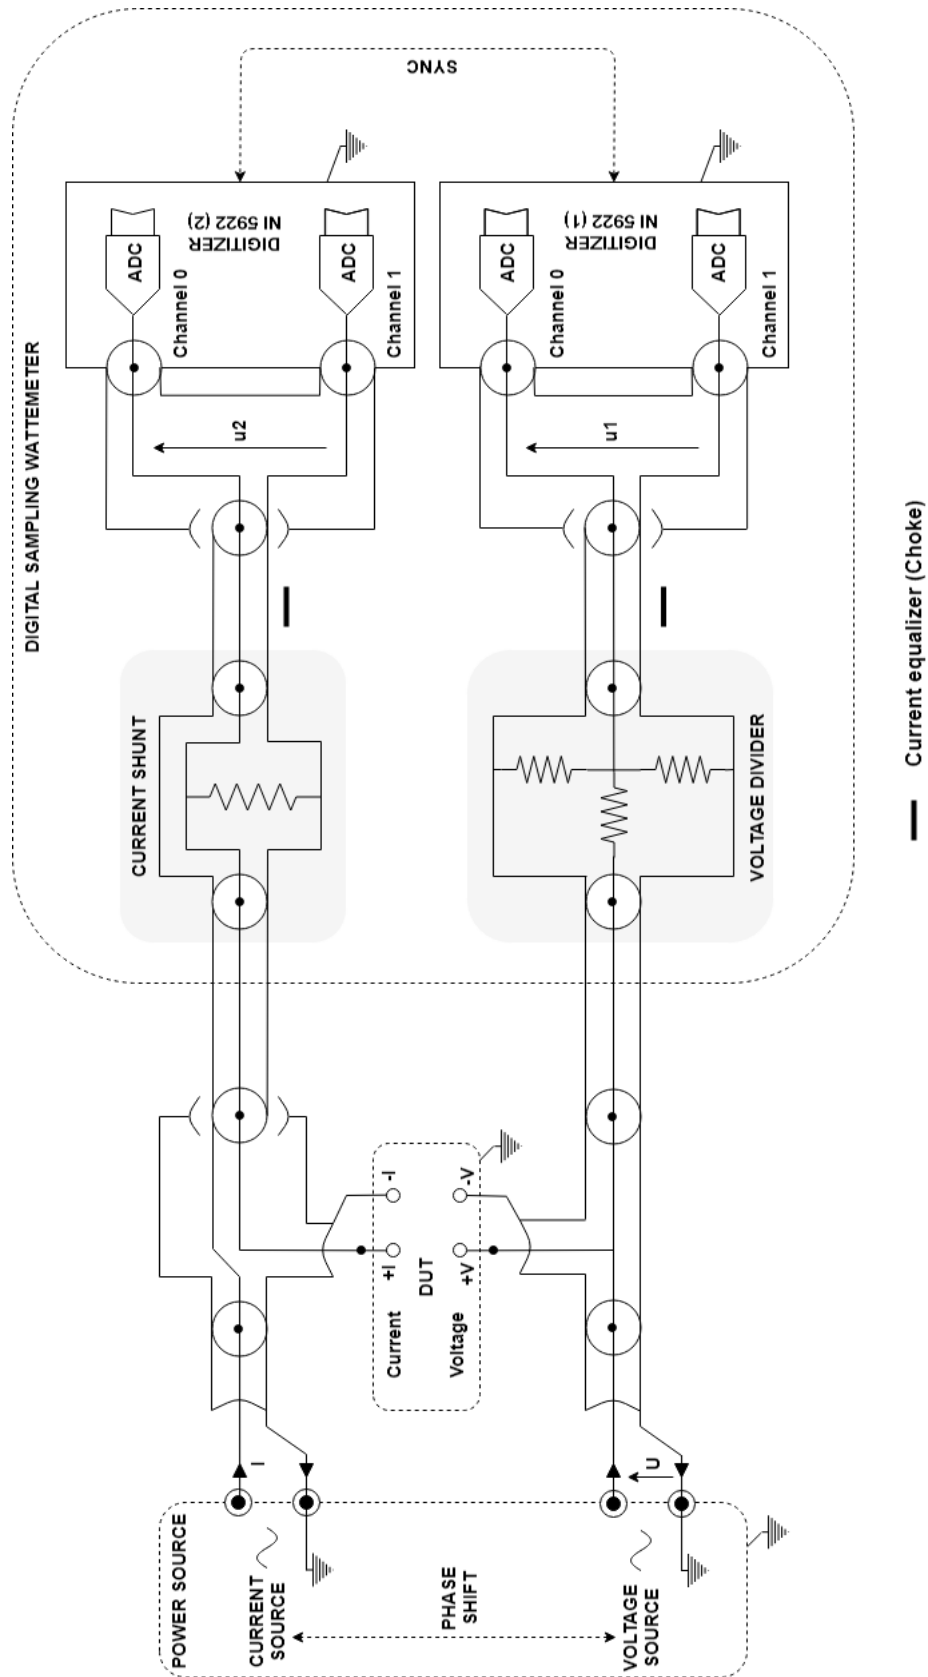 DIGITAL SAMPLING WATTEMETER
SYNC
DIGITIZER
NI 5922 (2)
ADC
Channel 0
ADC
Channel 1
u2
DIGITIZER
NI 5922 (1)
ADC
Channel 0
ADC
Channel 1
u1
CURRENT SHUNT
VOLTAGE DIVIDER
Current equalizer (Choke)
DUT
Current
+I
-I
Voltage
+V
-V
I
U
POWER SOURCE
CURRENT
SOURCE
PHASE
SHIFT
VOLTAGE
SOURCE